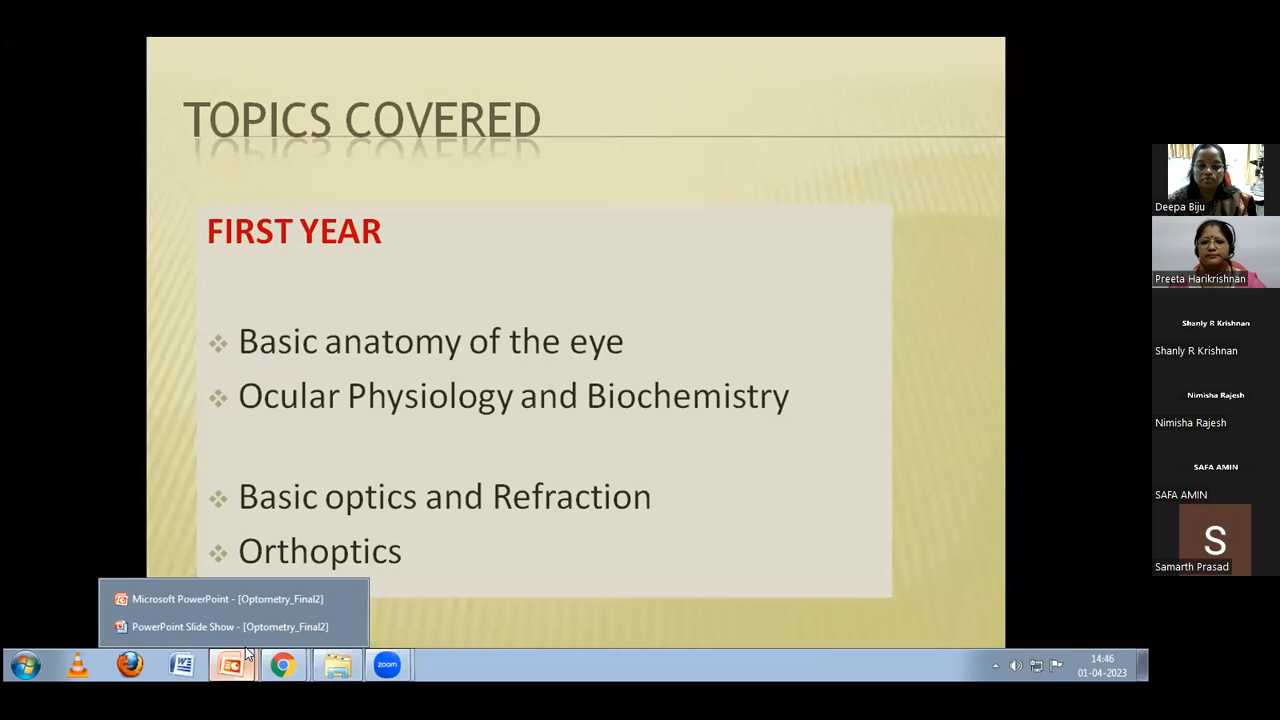 TOPICS COVERED
FIRST YEAR
Basic anatomy of the eye
Ocular Physiology and Biochemistry
Basic optics and Refraction
Orthoptics
Microsoft PowerPoint - [Optometry_Final2]
PowerPoint Slide Show - [Optometry_Final2]
zoom
14:46
01-04-2023
Deepa Biju
Preeta Harikrishnan
Shanly R Krishnan
Shanly R Krishnan
Nimisha Rajesh
Nimisha Rajesh
SAFA AMIN
SAFA AMIN
S
Samarth Prasad